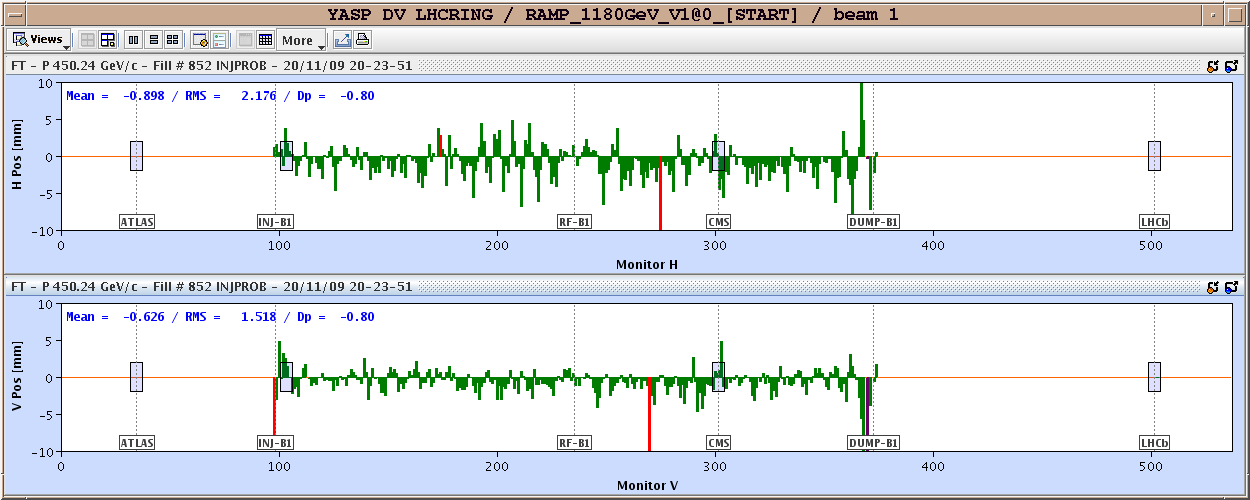 YASP DV LHCRING / RAMP_1180GeV_V1@0_[START] / beam 1
Views More
FT - P 450.24 GeV/c - Fill # 852 INJPROB - 20/11/09 20-23-51
Mean = -0.898 / RMS = 2.176 / Dp = -0.80
H Pos [mm]
10
5
0
-5
-10
ATLAS INJ-B1 RF-B1 CMS DUMP-B1 LHCb
0 100 200 300 400 500
Monitor H
FT - P 450.24 GeV/c - Fill # 852 INJPROB - 20/11/09 20-23-51
Mean = -0.626 / RMS = 1.518 / Dp = -0.80
V Pos [mm]
10
5
0
-5
-10
ATLAS INJ-B1 RF-B1 CMS DUMP-B1 LHCb
0 100 200 300 400 500
Monitor V